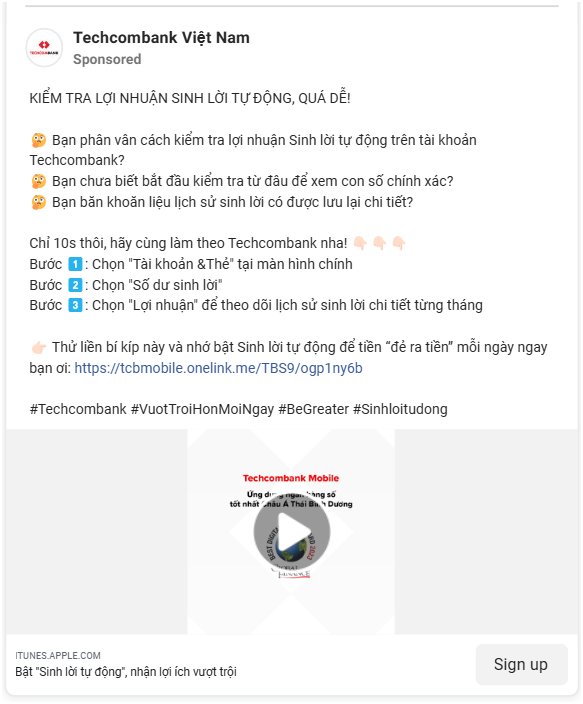 Techcombank Việt Nam
Sponsored
TECHCOMBANK
KIỂM TRA LỢI NHUẬN SINH LỜI TỰ ĐỘNG, QUÁ DỄ!
🤔 Bạn phân vân cách kiểm tra lợi nhuận Sinh lời tự động trên tài khoản
Techcombank?
🤔 Bạn chưa biết bắt đầu kiểm tra từ đâu để xem con số chính xác?
🤔 Bạn băn khoăn liệu lịch sử sinh lời có được lưu lại chi tiết?
Chỉ 10s thôi, hãy cùng làm theo Techcombank nha! 👇🏻👇🏻👇🏻
Bước 1️⃣: Chọn "Tài khoản &Thẻ" tại màn hình chính
Bước 2️⃣: Chọn "Số dư sinh lời"
Bước 3️⃣: Chọn "Lợi nhuận" để theo dõi lịch sử sinh lời chi tiết từng tháng
👉🏻 Thử liền bí kíp này và nhớ bật Sinh lời tự động để tiền “đẻ ra tiền” mỗi ngày ngay
bạn ơi: https://tcbmobile.onelink.me/TBS9/ogp1ny6b
#Techcombank #VuotTroiHonMoiNgay #BeGreater #Sinhloitudong
Techcombank Mobile
Ứng dụng ngân hàng số
tốt nhất Châu Á Thái Bình Dương
BEST DIGITAL
2023
FINANCE
ITUNES.APPLE.COM
Bật "Sinh lời tự động", nhận lợi ích vượt trội
Sign up